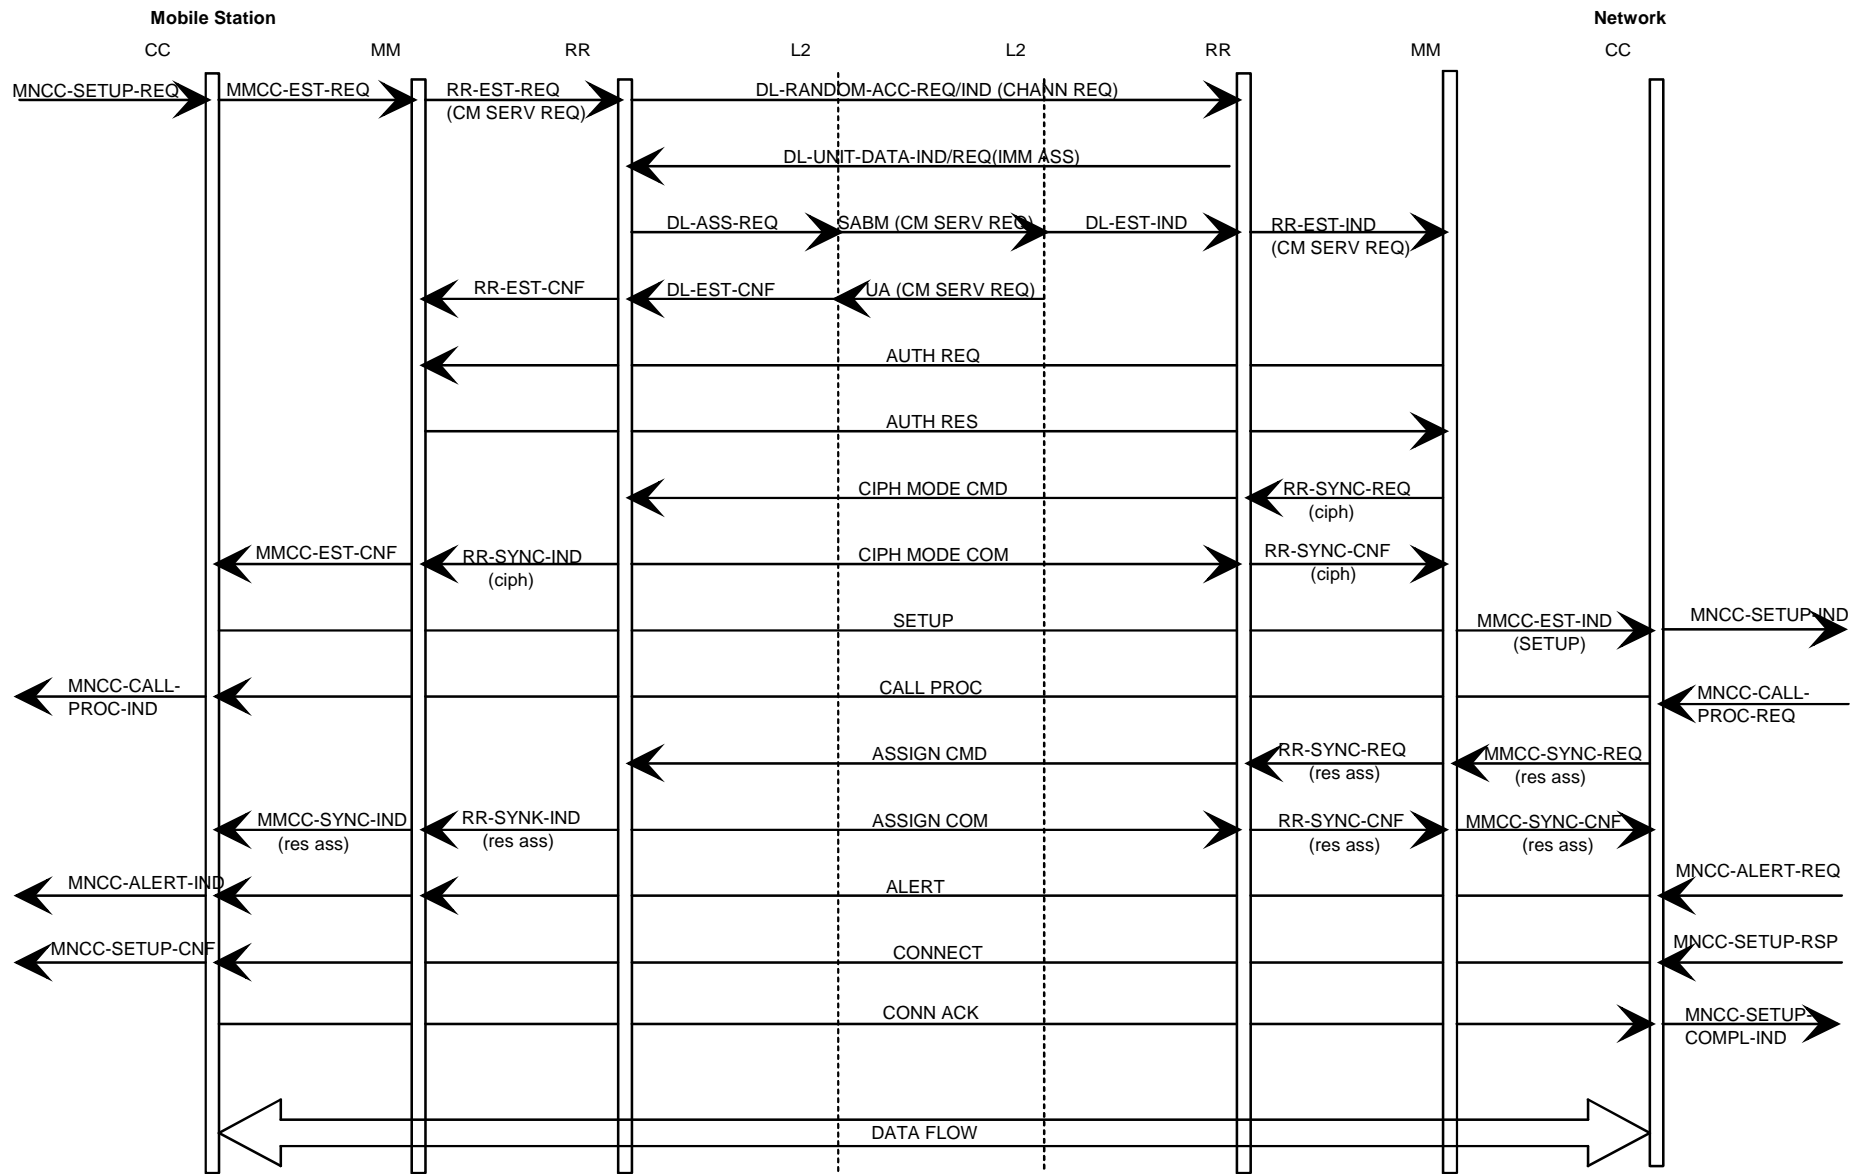 Mobile Station Network
CC MM RR L2 L2 RR MM CC
MNCC-SETUP-REQ MMCC-EST-REQ RR-EST-REQ DL-RANDOM-ACC-REQ/IND (CHANN REQ)
(CM SERV REQ)
DL-UNIT-DATA-IND/REQ(IMM ASS)
DL-ASS-REQ SABM (CM SERV REQ) DL-EST-IND RR-EST-IND
(CM SERV REQ)
RR-EST-CNF DL-EST-CNF UA (CM SERV REQ)
AUTH REQ
AUTH RES
CIPH MODE CMD RR-SYNC-REQ
(ciph)
MMCC-EST-CNF RR-SYNC-IND CIPH MODE COM RR-SYNC-CNF
(ciph) (ciph)
SETUP MMCC-EST-IND MNCC-SETUP-IND
(SETUP)
MNCC-CALL- CALL PROC MNCC-CALL-
PROC-IND PROC-REQ
ASSIGN CMD RR-SYNC-REQ MMCC-SYNC-REQ
(res ass) (res ass)
MMCC-SYNC-IND RR-SYNK-IND ASSIGN COM RR-SYNC-CNF MMCC-SYNC-CNF
(res ass) (res ass) (res ass) (res ass)
MNCC-ALERT-IND ALERT MNCC-ALERT-REQ
MNCC-SETUP-CNF CONNECT MNCC-SETUP-RSP
CONN ACK MNCC-SETUP-
COMPL-IND
DATA FLOW